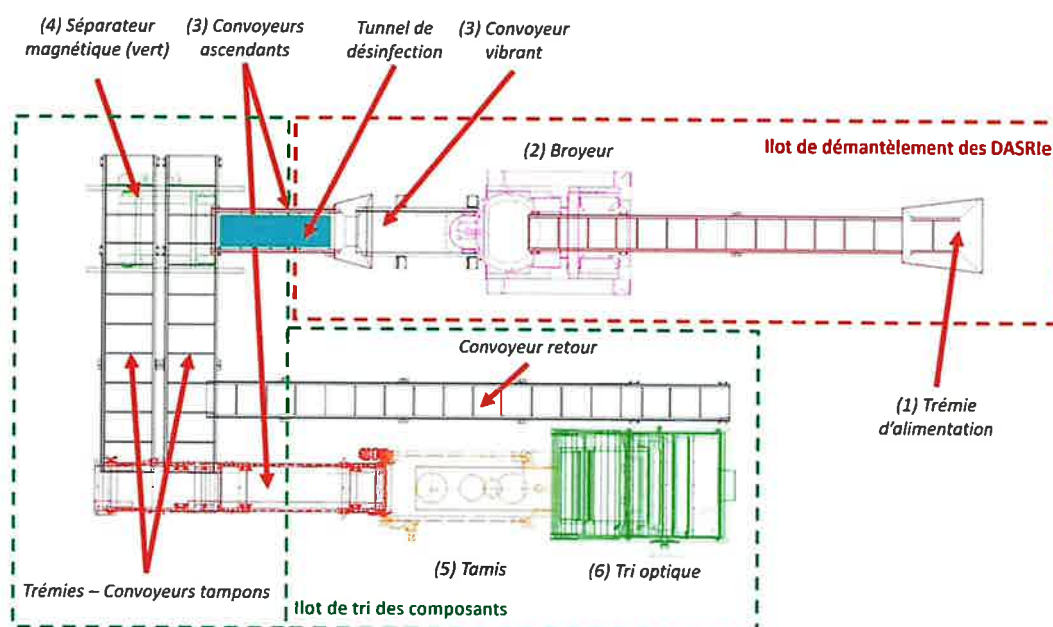 (4) Séparateur
magnétique (vert)
(3) Convoyeurs
ascendants
Tunnel de
désinfection
(3) Convoyeur
vibrant
Ilot de démantèlement des DASRIe
(2) Broyeur
Convoyeur retour
(1) Trémie
d'alimentation
(5) Tamis
(6) Tri optique
Trémies – Convoyeurs tampons
Ilot de tri des composants